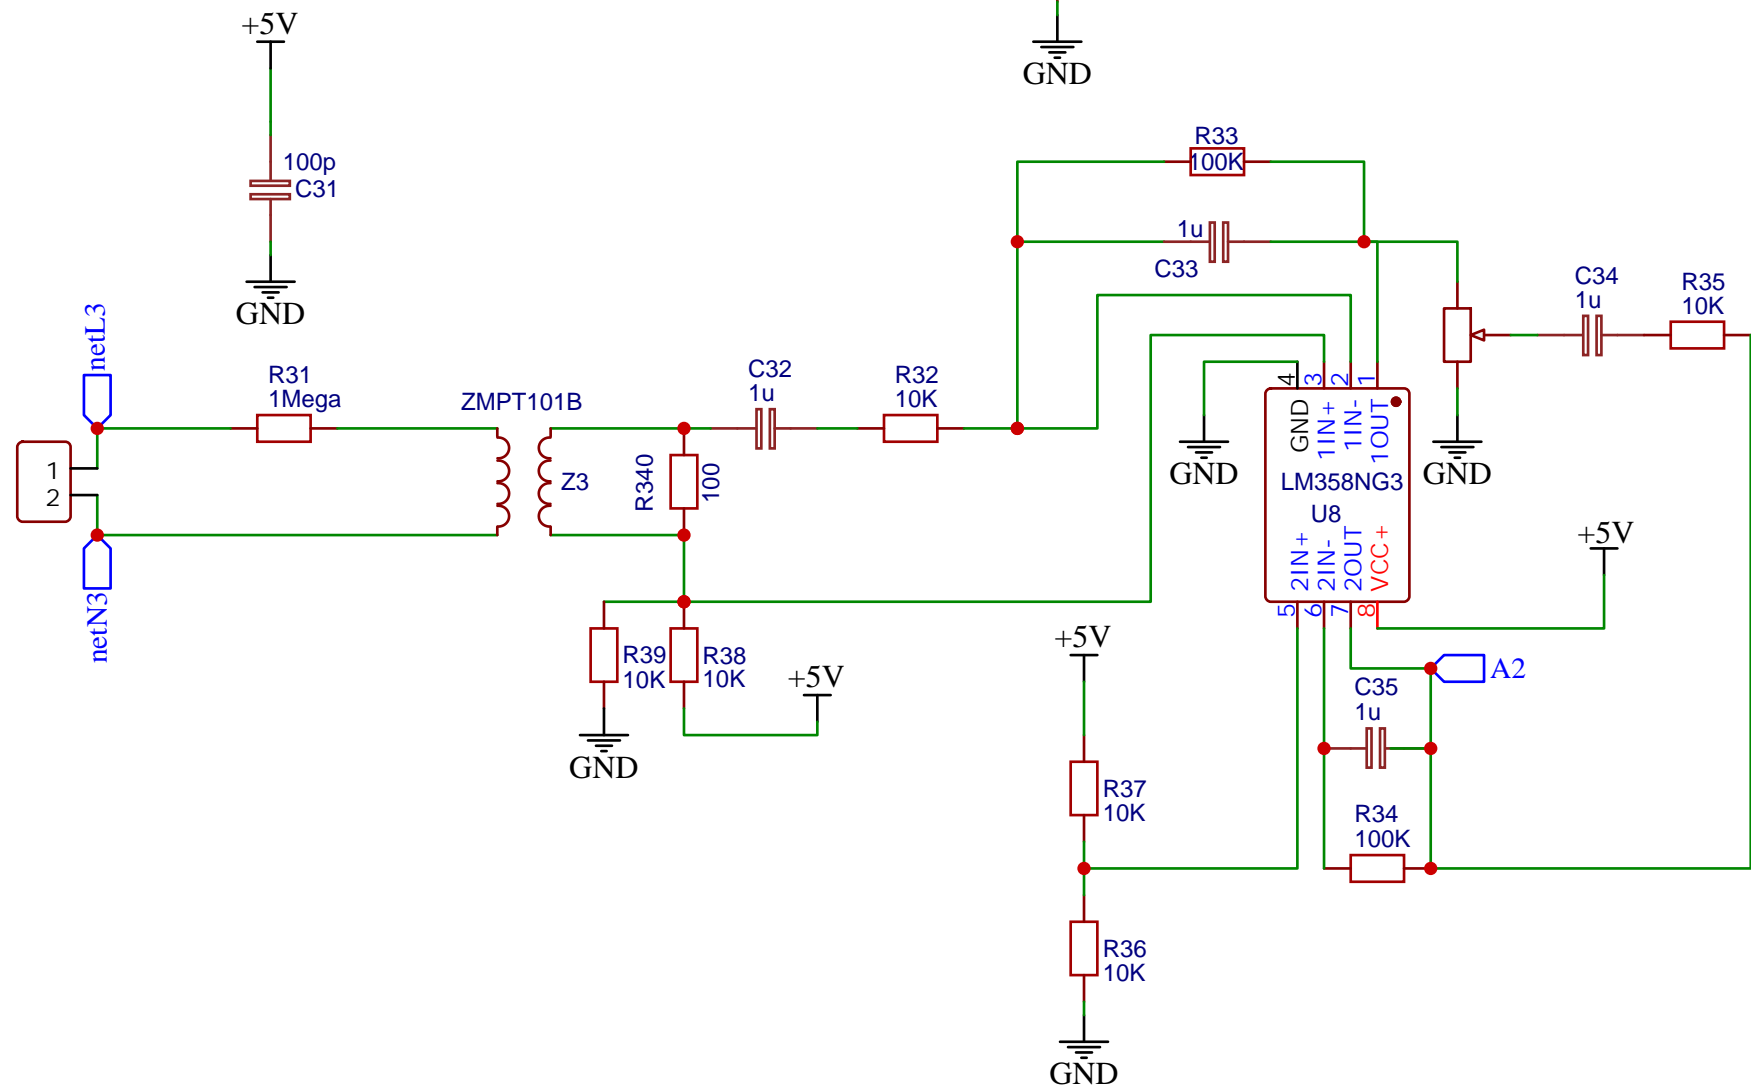 +5V
GND
100p
C31
GND
netL3
1
2
netN3
R31
1Mega
ZMPT101B
Z3
R340
100
C32
1u
R32
10K
R33
100K
1u
C33
C34
1u
R35
10K
4
3
2
1
GND
1IN+
1IN-
1OUT
LM358NG3
U8
2IN+
2IN-
2OUT
VCC+
5
6
7
8
GND
GND
+5V
R39
10K
R38
10K
+5V
GND
+5V
R37
10K
R36
10K
GND
A2
C35
1u
R34
100K